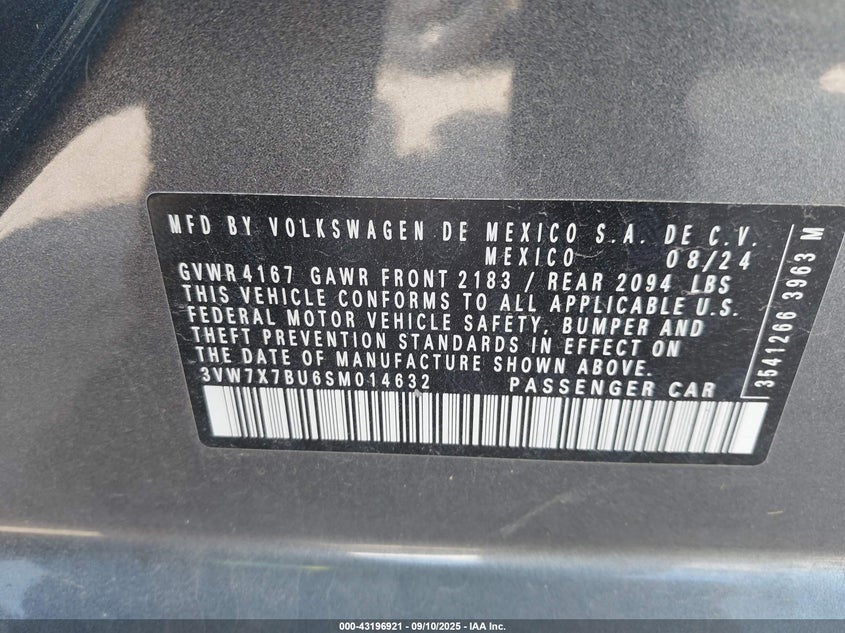 MFD BY VOLKSWAGEN DE MEXICO S.A. DE C.V.
MEXICO 08/24
GVWR 4167 GAWR FRONT 2183 / REAR 2094 LBS
THIS VEHICLE CONFORMS TO ALL APPLICABLE U.S.
FEDERAL MOTOR VEHICLE SAFETY, BUMPER AND
THEFT PREVENTION STANDARDS IN EFFECT ON
THE DATE OF MANUFACTURE SHOWN ABOVE.
3VW7X7BU6SM014632 PASSENGER CAR
3541266 3963 M
000-43196921 | 09/10/2025 - IAA Inc.